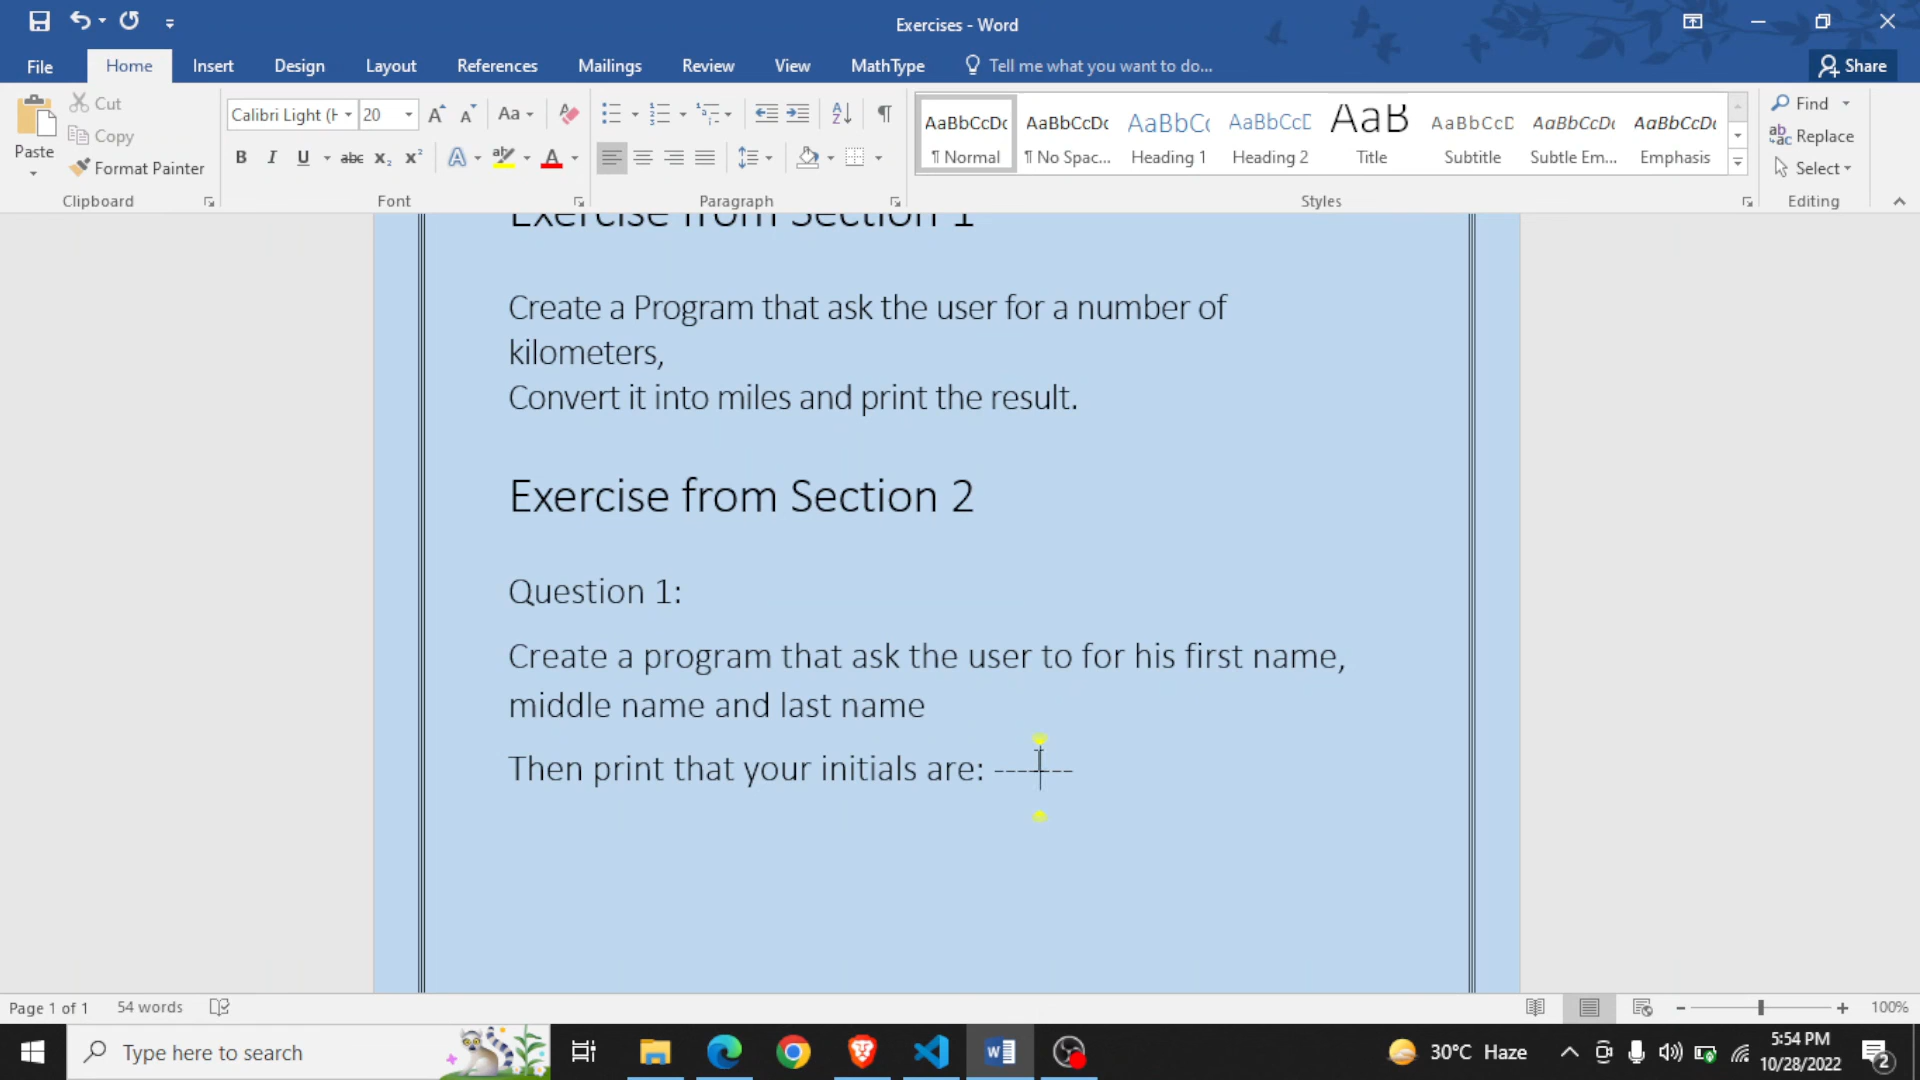 Exercises - Word
File Home Insert Design Layout References Mailings Review View MathType Tell me what you want to do... Share
Paste Cut Copy Format Painter Clipboard
Calibri Light (H 20 Aa Font
Paragraph
AaBbCcDc ¶ Normal
AaBbCcDc ¶ No Spac...
AaBbC Heading 1
AaBbCcD Heading 2
AaB Title
AaBbCcD Subtitle
AaBbCcDc Subtle Em...
AaBbCcDc Emphasis
Styles
Find Replace Select Editing
Exercise from Section 1
Create a Program that ask the user for a number of
kilometers,
Convert it into miles and print the result.
Exercise from Section 2
Question 1:
Create a program that ask the user to for his first name,
middle name and last name
Then print that your initials are: -------
Page 1 of 1 54 words 100%
Type here to search 30°C Haze 5:54 PM
10/28/2022 2